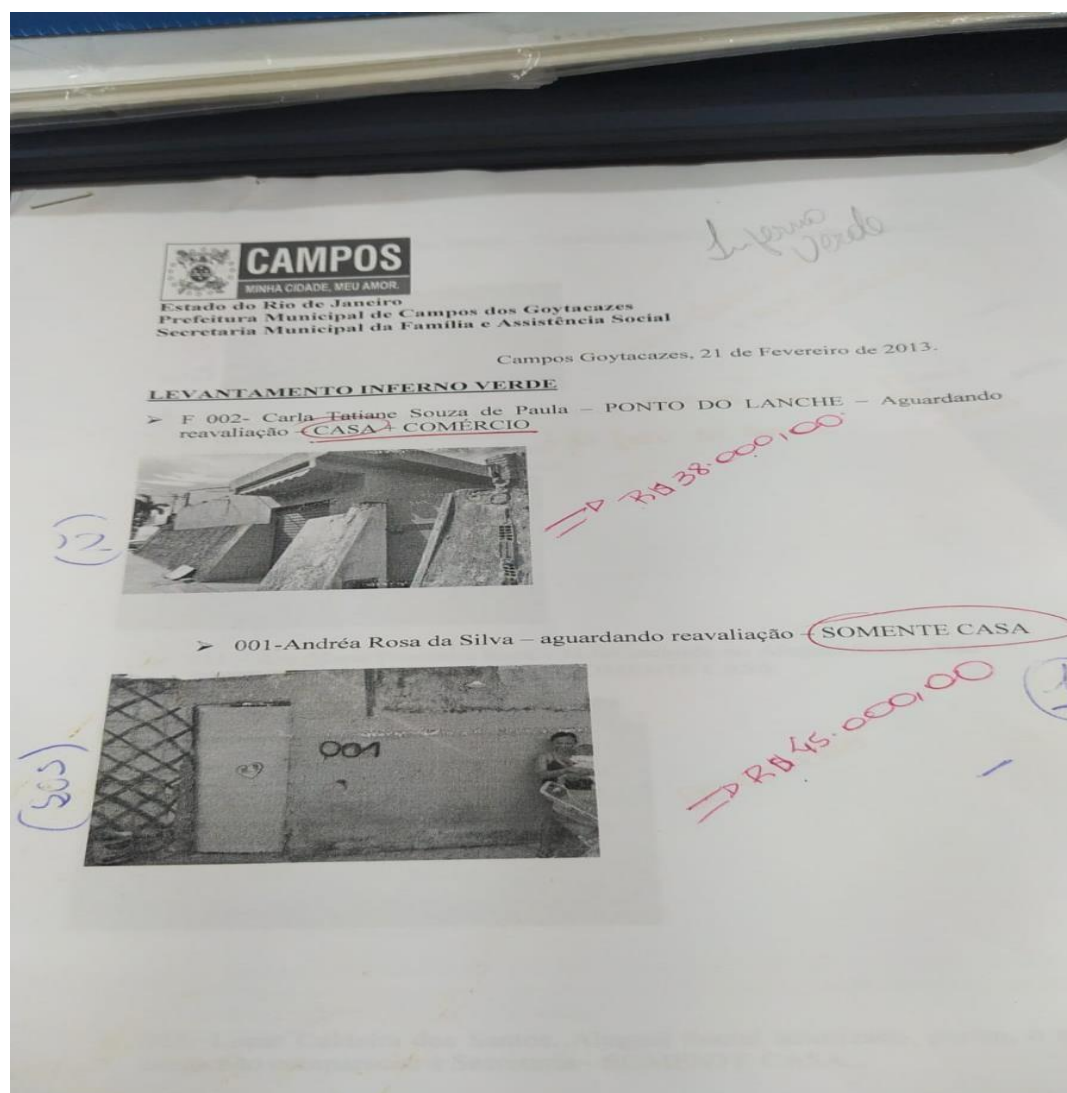 Inferno
Verde
CAMPOS
MINHA CIDADE, MEU AMOR.
Estado do Rio de Janeiro
Prefeitura Municipal de Campos dos Goytacazes
Secretaria Municipal da Família e Assistência Social
Campos Goytacazes, 21 de Fevereiro de 2013.
LEVANTAMENTO INFERNO VERDE
➢ F 002- Carla Tatiane Souza de Paula – PONTO DO LANCHE – Aguardando
reavaliação – CASA + COMÉRCIO
⇒ R$ 38.000,00
➢ 001-Andréa Rosa da Silva – aguardando reavaliação – SOMENTE CASA
001
⇒ R$ 45.000,00